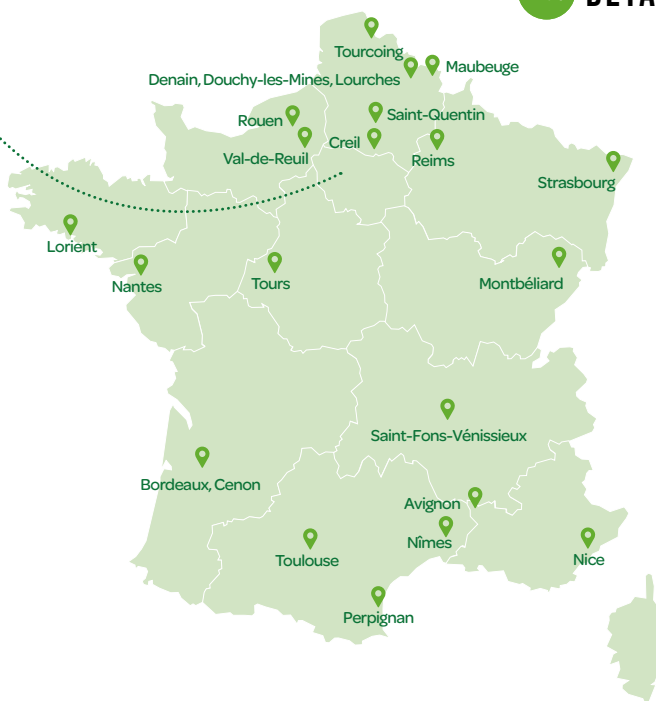 Tourcoing
Maubeuge
Denain, Douchy-les-Mines, Lourches
Saint-Quentin
Rouen
Creil
Val-de-Reuil
Reims
Strasbourg
Lorient
Nantes
Tours
Montbéliard
Saint-Fons-Vénissieux
Bordeaux, Cenon
Avignon
Nîmes
Toulouse
Nice
Perpignan